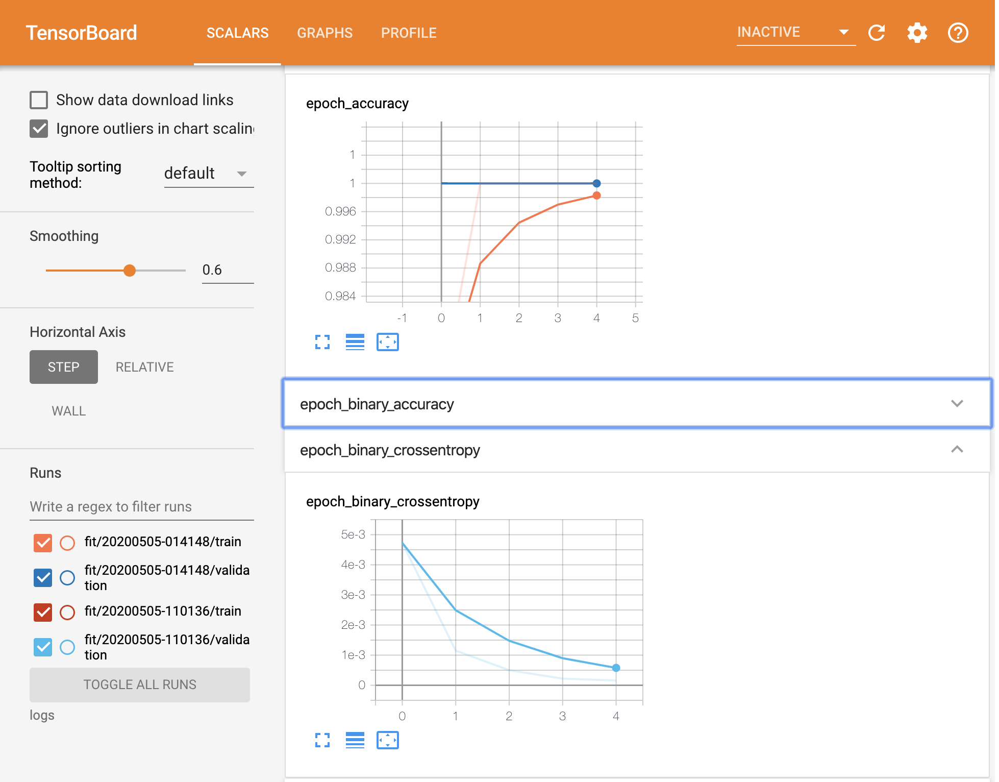 TensorBoard
SCALARS
GRAPHS
PROFILE
INACTIVE
Show data download links
Ignore outliers in chart scalin
Tooltip sorting
method:
default
Smoothing
0.6
Horizontal Axis
STEP
RELATIVE
WALL
Runs
Write a regex to filter runs
fit/20200505-014148/train
fit/20200505-014148/valida
tion
fit/20200505-110136/train
fit/20200505-110136/valida
tion
TOGGLE ALL RUNS
logs
epoch_accuracy
1
1
0.996
0.992
0.988
0.984
-1 0 1 2 3 4 5
epoch_binary_accuracy
epoch_binary_crossentropy
epoch_binary_crossentropy
5e-3
4e-3
3e-3
2e-3
1e-3
0
0 1 2 3 4